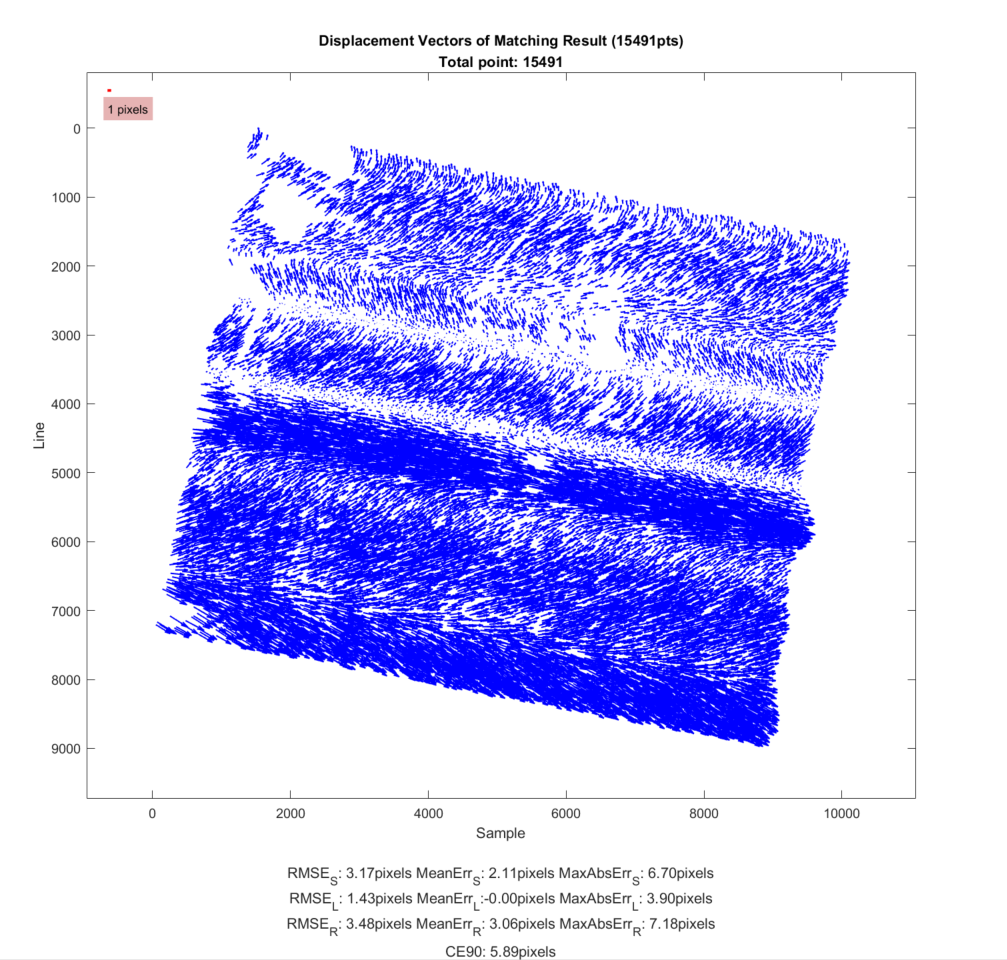 Displacement Vectors of Matching Result (15491pts)
Total point: 15491
1 pixels
0
1000
2000
3000
4000
5000
6000
7000
8000
9000
Line
0 2000 4000 6000 8000 10000
Sample
RMSE_S: 3.17pixels MeanErr_S: 2.11pixels MaxAbsErr_S: 6.70pixels
RMSE_L: 1.43pixels MeanErr_L:-0.00pixels MaxAbsErr_L: 3.90pixels
RMSE_R: 3.48pixels MeanErr_R: 3.06pixels MaxAbsErr_R: 7.18pixels
CE90: 5.89pixels